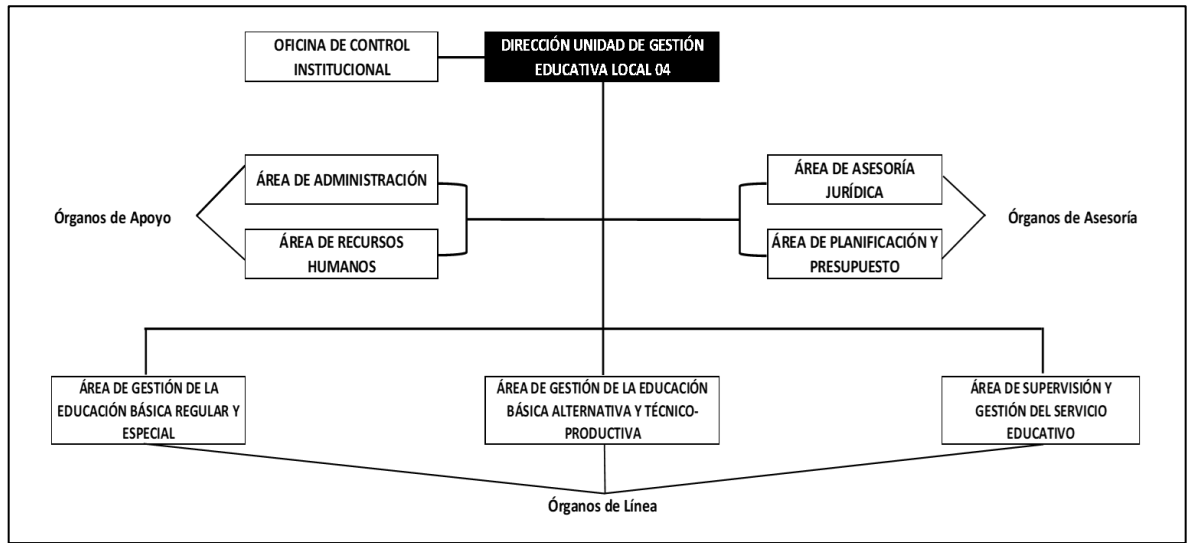 OFICINA DE CONTROL
INSTITUCIONAL
DIRECCIÓN UNIDAD DE GESTIÓN
EDUCATIVA LOCAL 04
ÁREA DE ADMINISTRACIÓN
ÁREA DE ASESORÍA
JURÍDICA
Órganos de Apoyo
Órganos de Asesoría
ÁREA DE RECURSOS
HUMANOS
ÁREA DE PLANIFICACIÓN Y
PRESUPUESTO
ÁREA DE GESTIÓN DE LA
EDUCACIÓN BÁSICA REGULAR Y
ESPECIAL
ÁREA DE GESTIÓN DE LA EDUCACIÓN
BÁSICA ALTERNATIVA Y TÉCNICO-
PRODUCTIVA
ÁREA DE SUPERVISIÓN Y
GESTIÓN DEL SERVICIO
EDUCATIVO
Órganos de Línea